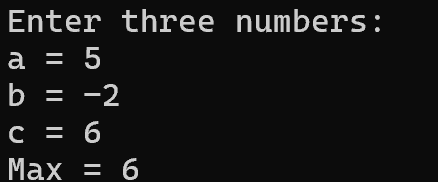 Enter three numbers:
a = 5
b = -2
c = 6
Max = 6